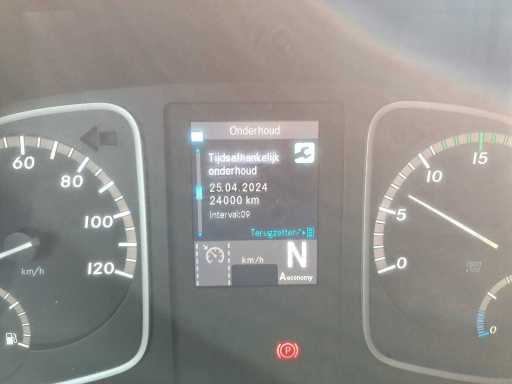 Onderhoud
Tijdsafhankelijk
onderhoud
25.04.2024
24000 km
Interval:09
Terugzetten
km/h
N
A economy
60
80
100
120
km/h
0
5
10
15
0
P